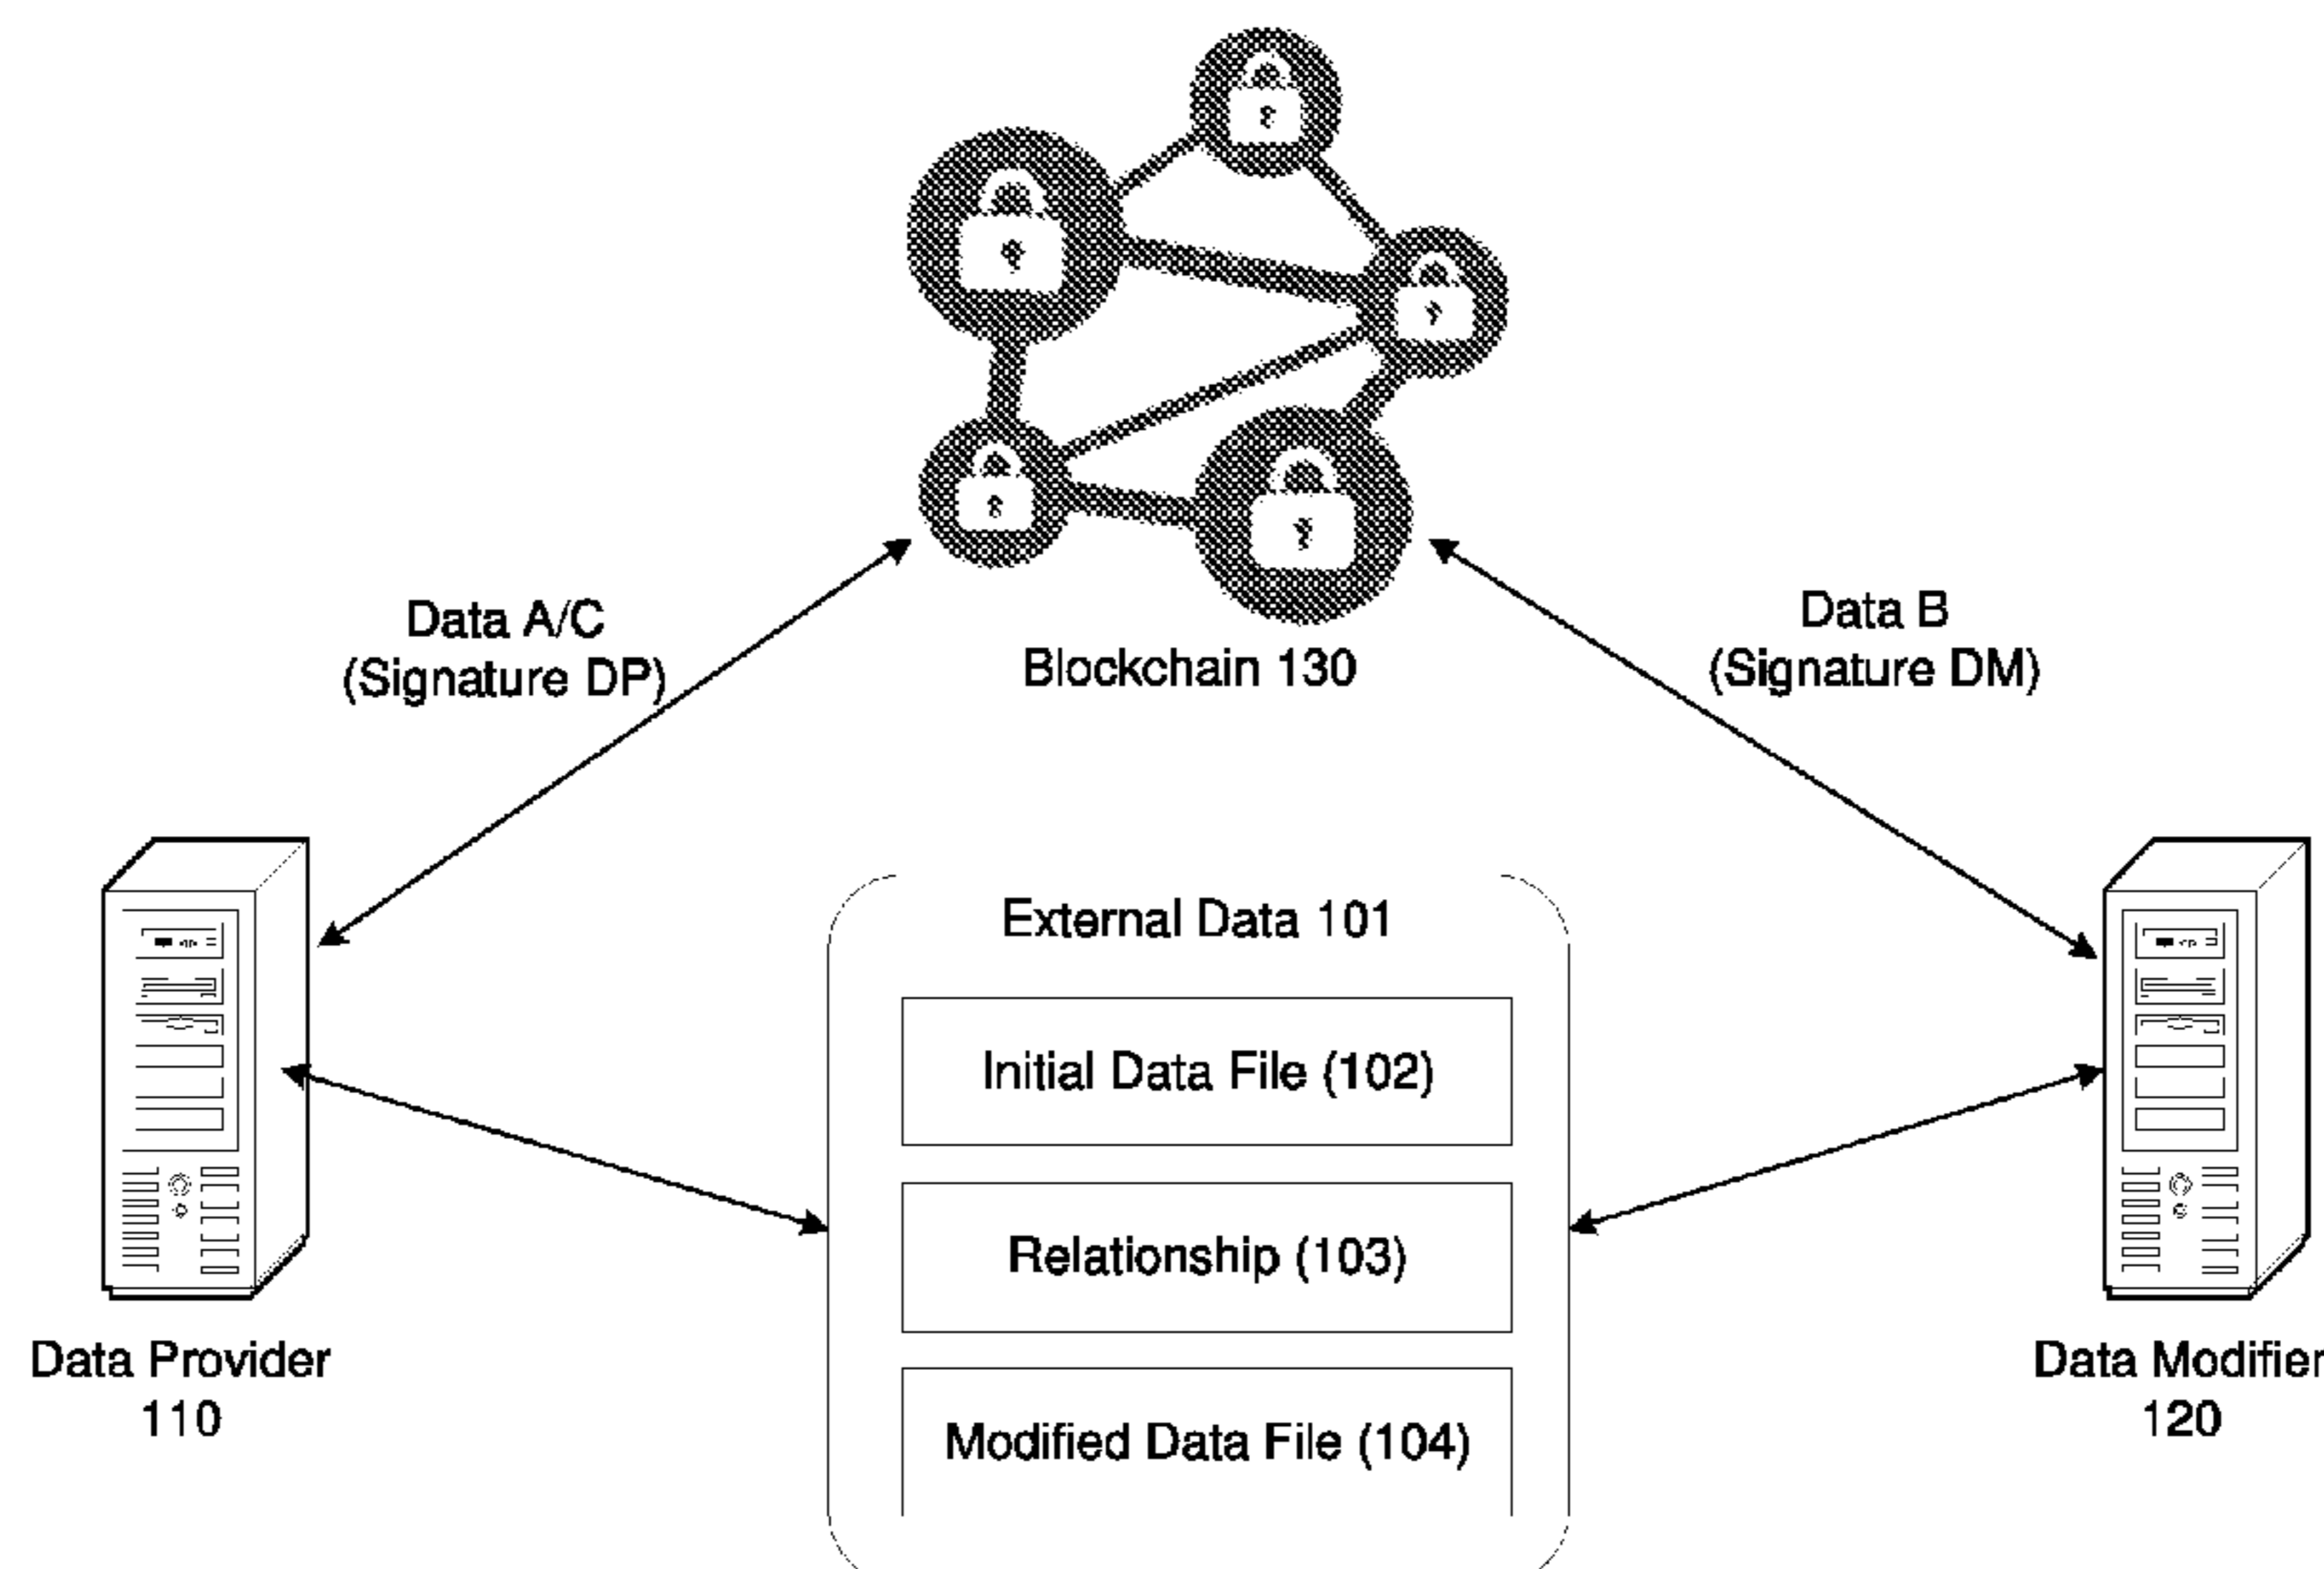 Data A/C
(Signature DP)
Blockchain 130
Data B
(Signature DM)
External Data 101
Initial Data File (102)
Relationship (103)
Modified Data File (104)
Data Provider
110
Data Modifier
120